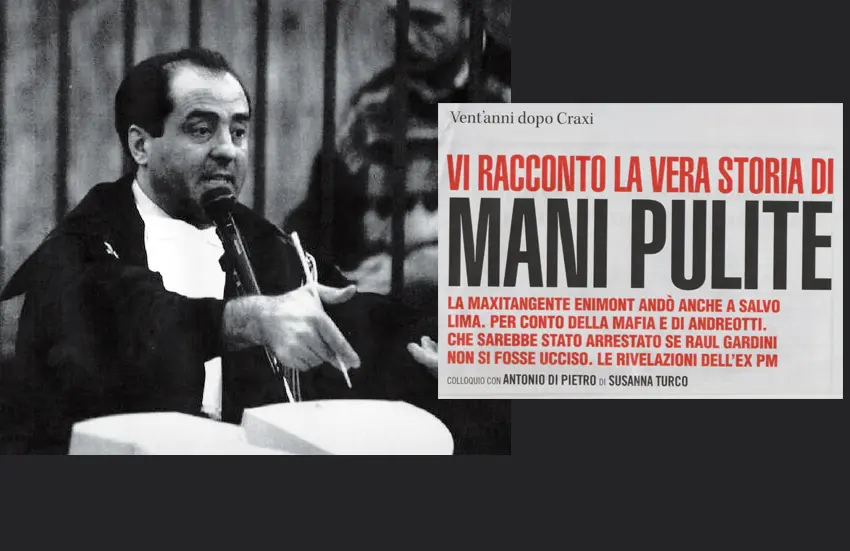 Vent'anni dopo Craxi
VI RACCONTO LA VERA STORIA DI
MANI PULITE
LA MAXITANGENTE ENIMONT ANDÒ ANCHE A SALVO
LIMA. PER CONTO DELLA MAFIA E DI ANDREOTTI.
CHE SAREBBE STATO ARRESTATO SE RAUL GARDINI
NON SI FOSSE UCCISO. LE RIVELAZIONI DELL'EX PM
COLLOQUIO CON ANTONIO DI PIETRO DI SUSANNA TURCO